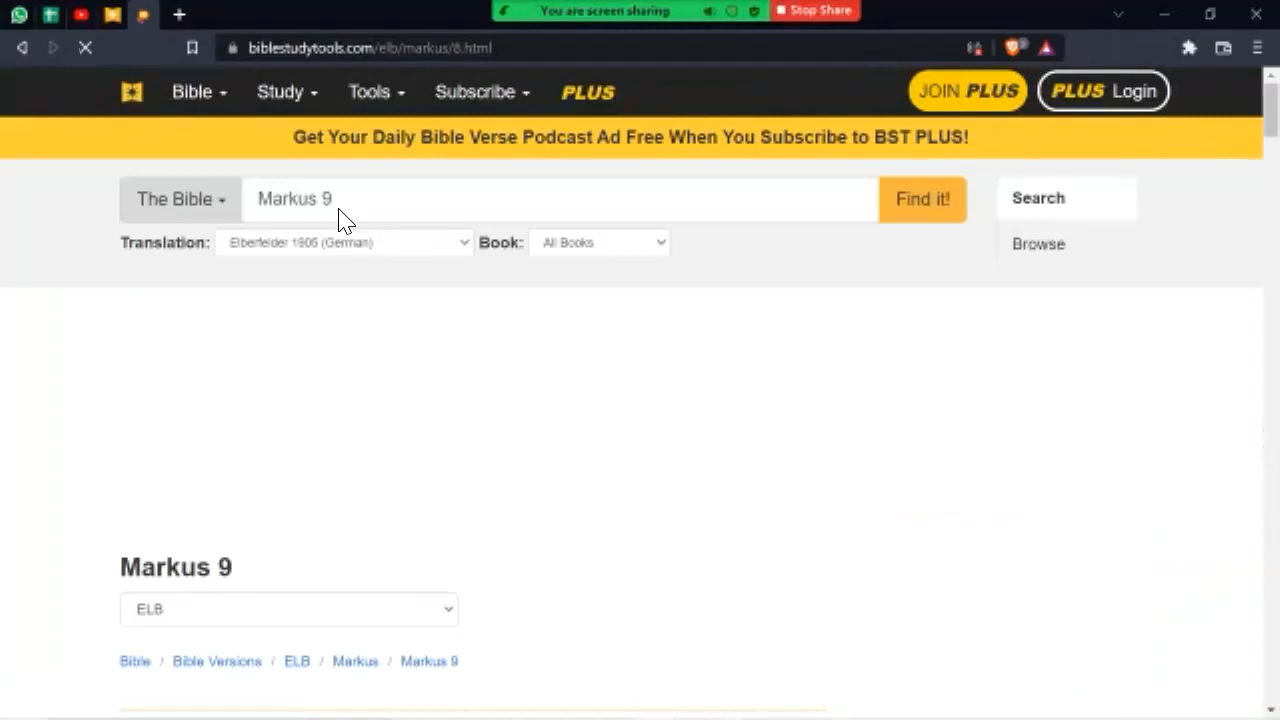 You are screen sharing
Stop Share
biblestudytools.com/elb/markus/8.html
Bible Study Tools Subscribe PLUS JOIN PLUS PLUS Login
Get Your Daily Bible Verse Podcast Ad Free When You Subscribe to BST PLUS!
The Bible Markus 9 Find it! Search
Translation: Elberfelder 1905 (German) Book: All Books Browse
Markus 9
ELB
Bible / Bible Versions / ELB / Markus / Markus 9